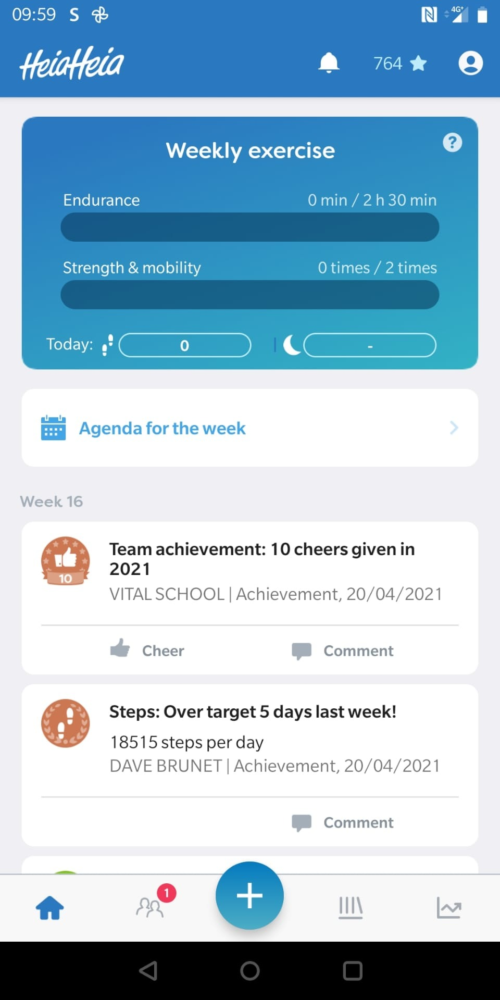 09:59 S 4G+
HeiaHeia 764
Weekly exercise ?
Endurance 0 min / 2 h 30 min
Strength & mobility 0 times / 2 times
Today: 0 -
Agenda for the week
Week 16
Team achievement: 10 cheers given in
2021
10
VITAL SCHOOL | Achievement, 20/04/2021
Cheer Comment
Steps: Over target 5 days last week!
18515 steps per day
DAVE BRUNET | Achievement, 20/04/2021
Comment
1
+